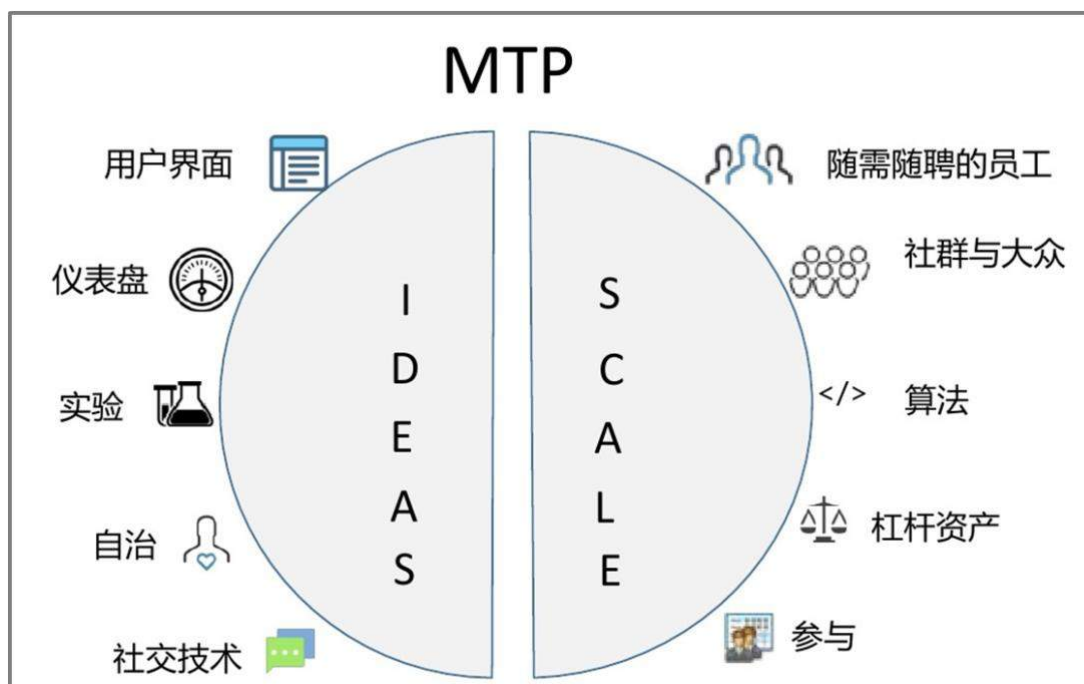 MTP
用户界面
仪表盘
实验
自治
社交技术
I
D
E
A
S
S
C
A
L
E
随需随聘的员工
社群与大众
</> 算法
杠杆资产
参与